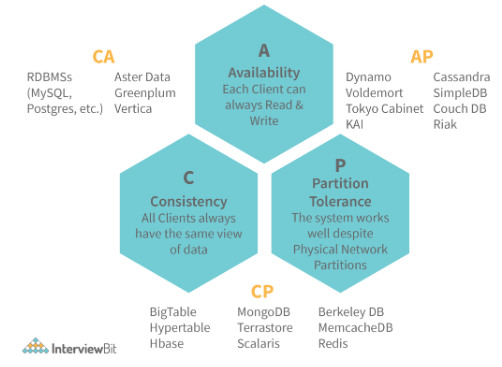 CA
RDBMSs
(MySQL,
Postgres, etc.)
Aster Data
Greenplum
Vertica
A
Availability
Each Client can
always Read &
Write
AP
Dynamo
Voldemort
Tokyo Cabinet
KAI
Cassandra
SimpleDB
Couch DB
Riak
C
Consistency
All Clients always
have the same view
of data
P
Partition
Tolerance
The system works
well despite
Physical Network
Partitions
CP
BigTable
Hypertable
Hbase
MongoDB
Terrastore
Scalaris
Berkeley DB
MemcacheDB
Redis
InterviewBit